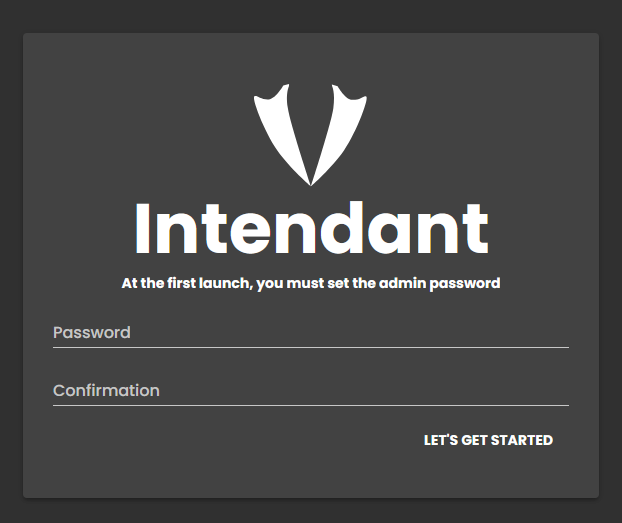 Intendant
At the first launch, you must set the admin password
Password
Confirmation
LET'S GET STARTED